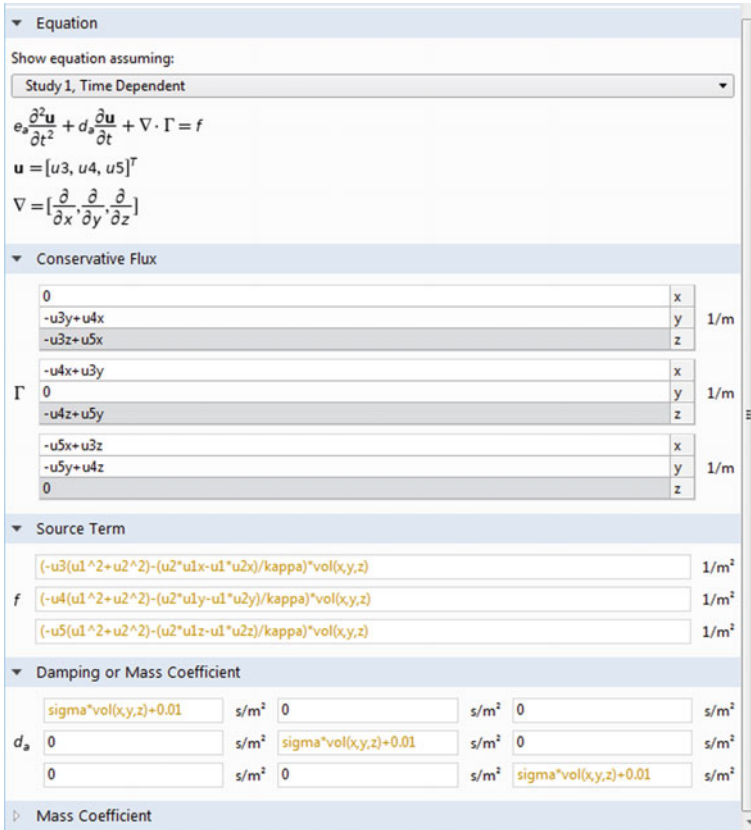 Equation
Show equation assuming:
Study 1, Time Dependent
eₐ ∂²u/∂t² + dₐ ∂u/∂t + ∇ · Γ = f
u = [u3, u4, u5]ᵀ
∇ = [∂/∂x, ∂/∂y, ∂/∂z]
Conservative Flux
0 x
-u3y+u4x y 1/m
-u3z+u5x z
-u4x+u3y x
Γ 0 y 1/m
-u4z+u5y z
-u5x+u3z x
-u5y+u4z y 1/m
0 z
Source Term
(-u3(u1^2+u2^2)-(u2*u1x-u1*u2x)/kappa)*vol(x,y,z) 1/m²
f (-u4(u1^2+u2^2)-(u2*u1y-u1*u2y)/kappa)*vol(x,y,z) 1/m²
(-u5(u1^2+u2^2)-(u2*u1z-u1*u2z)/kappa)*vol(x,y,z) 1/m²
Damping or Mass Coefficient
sigma*vol(x,y,z)+0.01 s/m² 0 s/m² 0 s/m²
dₐ 0 s/m² sigma*vol(x,y,z)+0.01 s/m² 0 s/m²
0 s/m² 0 s/m² sigma*vol(x,y,z)+0.01 s/m²
Mass Coefficient